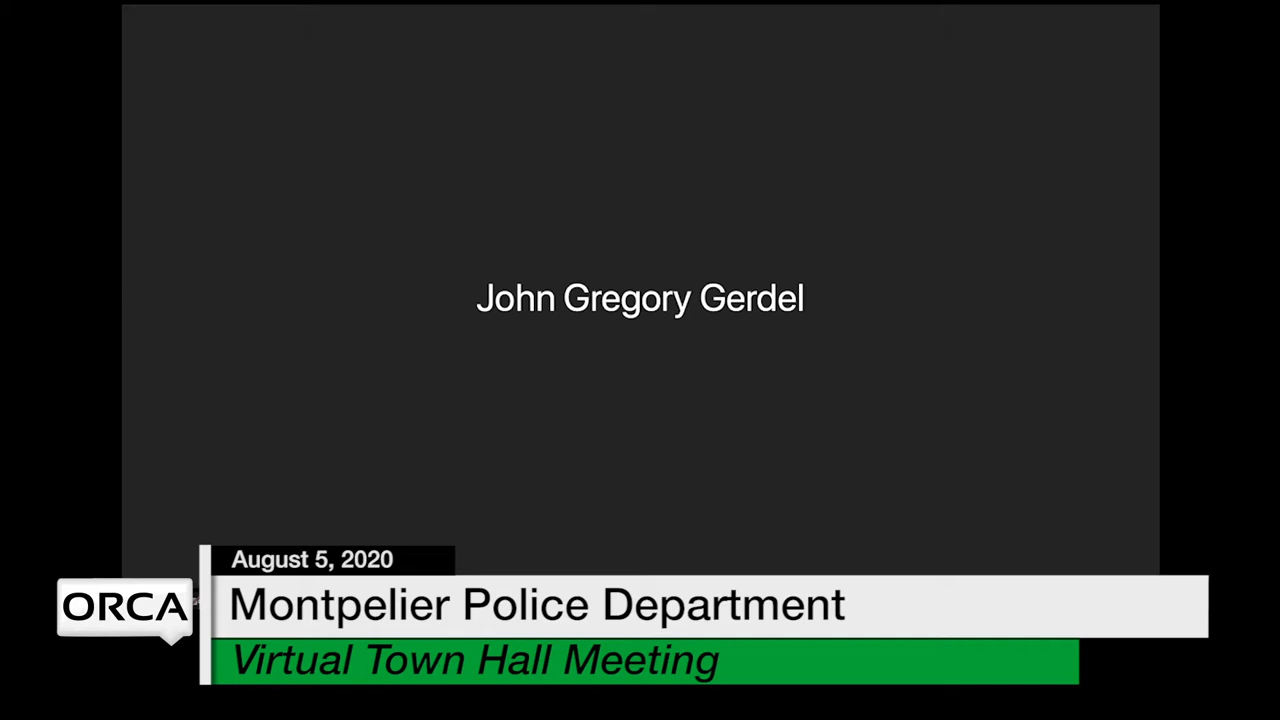 John Gregory Gerdel
August 5, 2020
ORCA
Montpelier Police Department
Virtual Town Hall Meeting